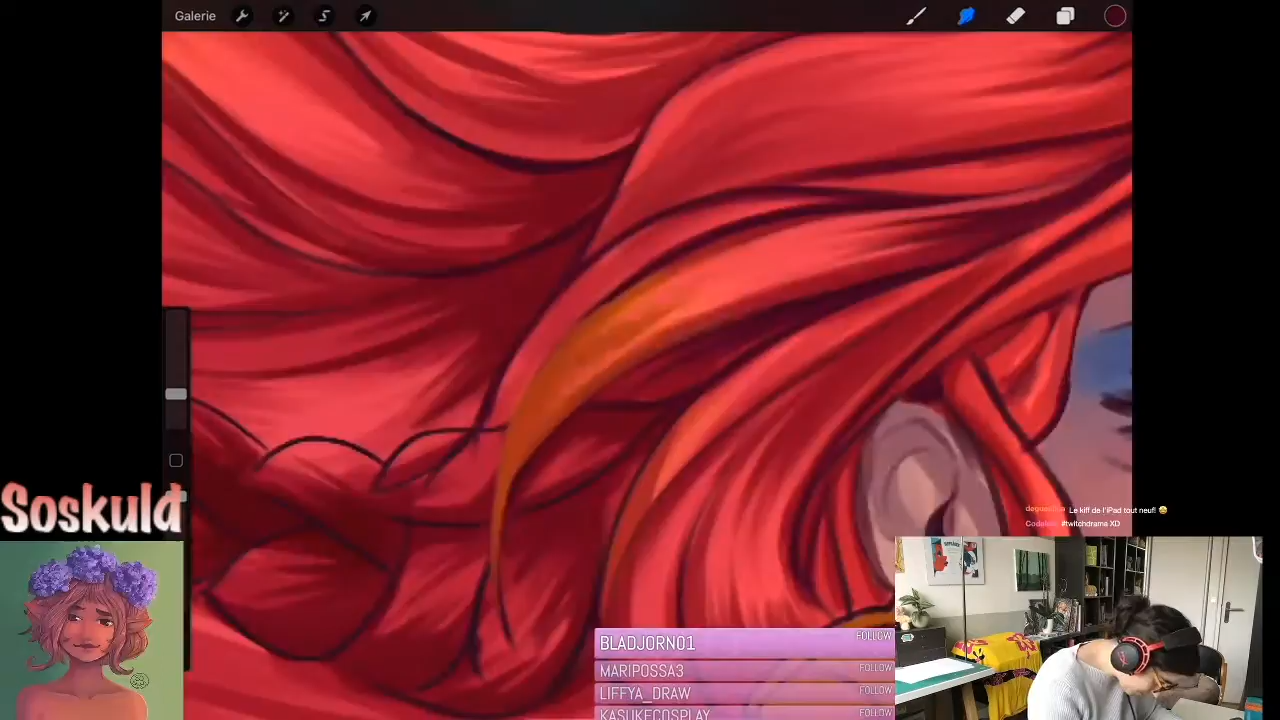 Galerie
Le kiff de l'iPad tout neuf!
#twitchdrama XD
Soskuld
BLADJORN01 FOLLOW
MARIPOSSA3 FOLLOW
LIFFYA_DRAW FOLLOW
KASUKECOSPLAY FOLLOW